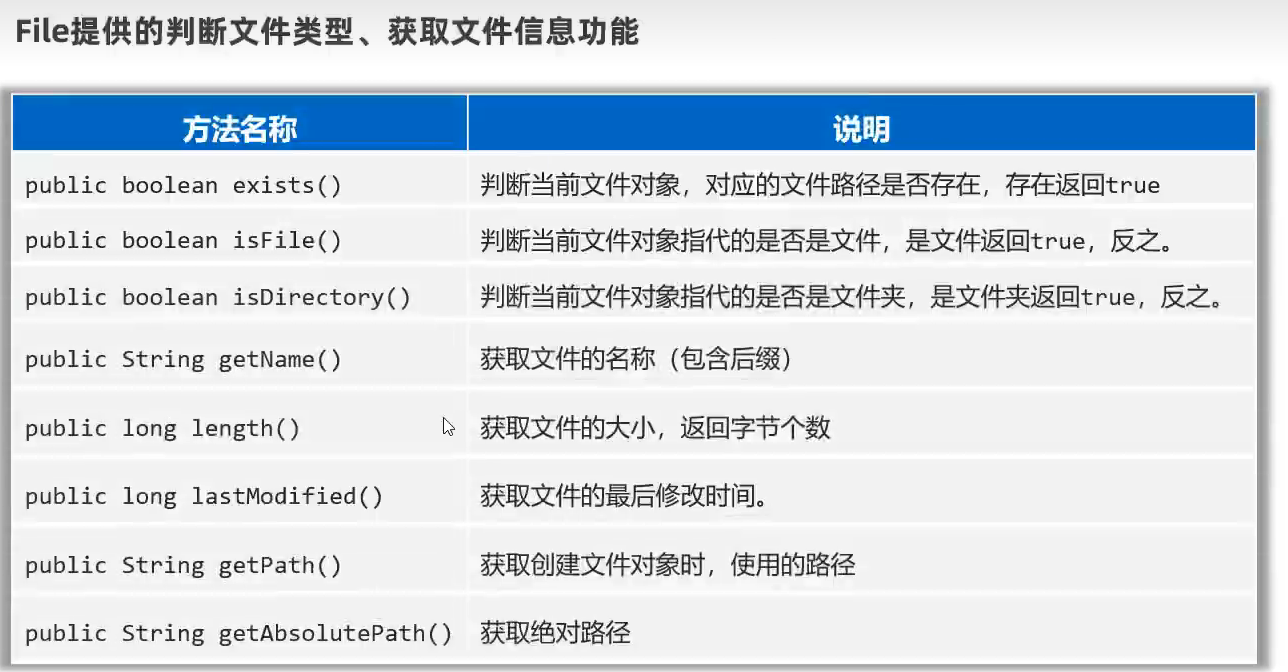 File提供的判断文件类型、获取文件信息功能
方法名称 说明
public boolean exists() 判断当前文件对象，对应的文件路径是否存在，存在返回true
public boolean isFile() 判断当前文件对象指代的是否是文件，是文件返回true，反之。
public boolean isDirectory() 判断当前文件对象指代的是否是文件夹，是文件夹返回true，反之。
public String getName() 获取文件的名称（包含后缀）
public long length() 获取文件的大小，返回字节个数
public long lastModified() 获取文件的最后修改时间。
public String getPath() 获取创建文件对象时，使用的路径
public String getAbsolutePath() 获取绝对路径